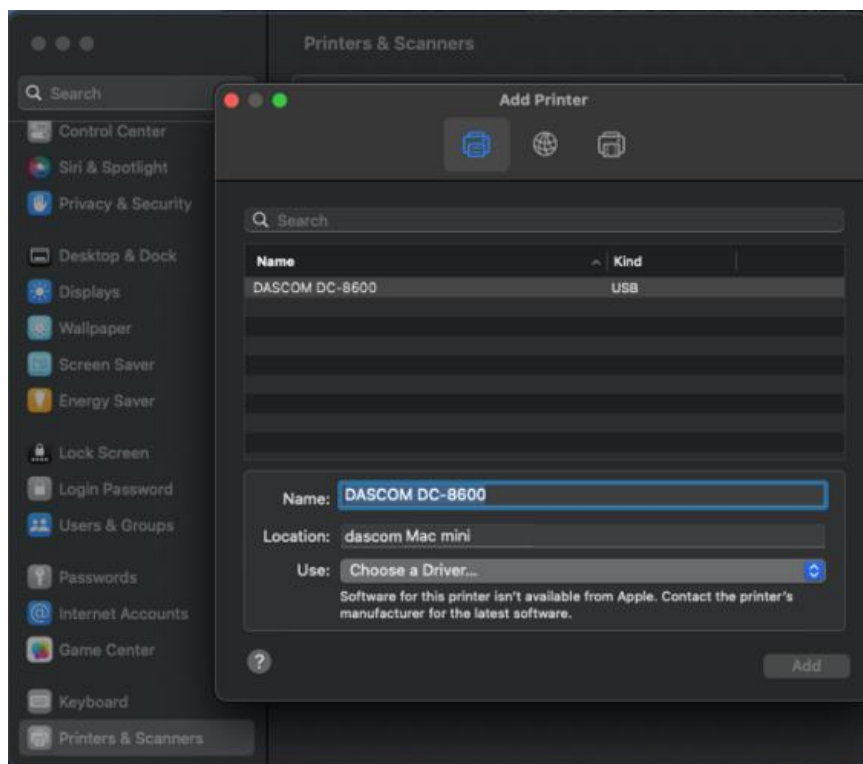 Printers & Scanners
Search
Control Center
Siri & Spotlight
Privacy & Security
Desktop & Dock
Displays
Wallpaper
Screen Saver
Energy Saver
Lock Screen
Login Password
Users & Groups
Passwords
Internet Accounts
Game Center
Keyboard
Printers & Scanners
Add Printer
Search
Name Kind
DASCOM DC-8600 USB
Name: DASCOM DC-8600
Location: dascom Mac mini
Use: Choose a Driver...
Software for this printer isn't available from Apple. Contact the printer's
manufacturer for the latest software.
?
Add